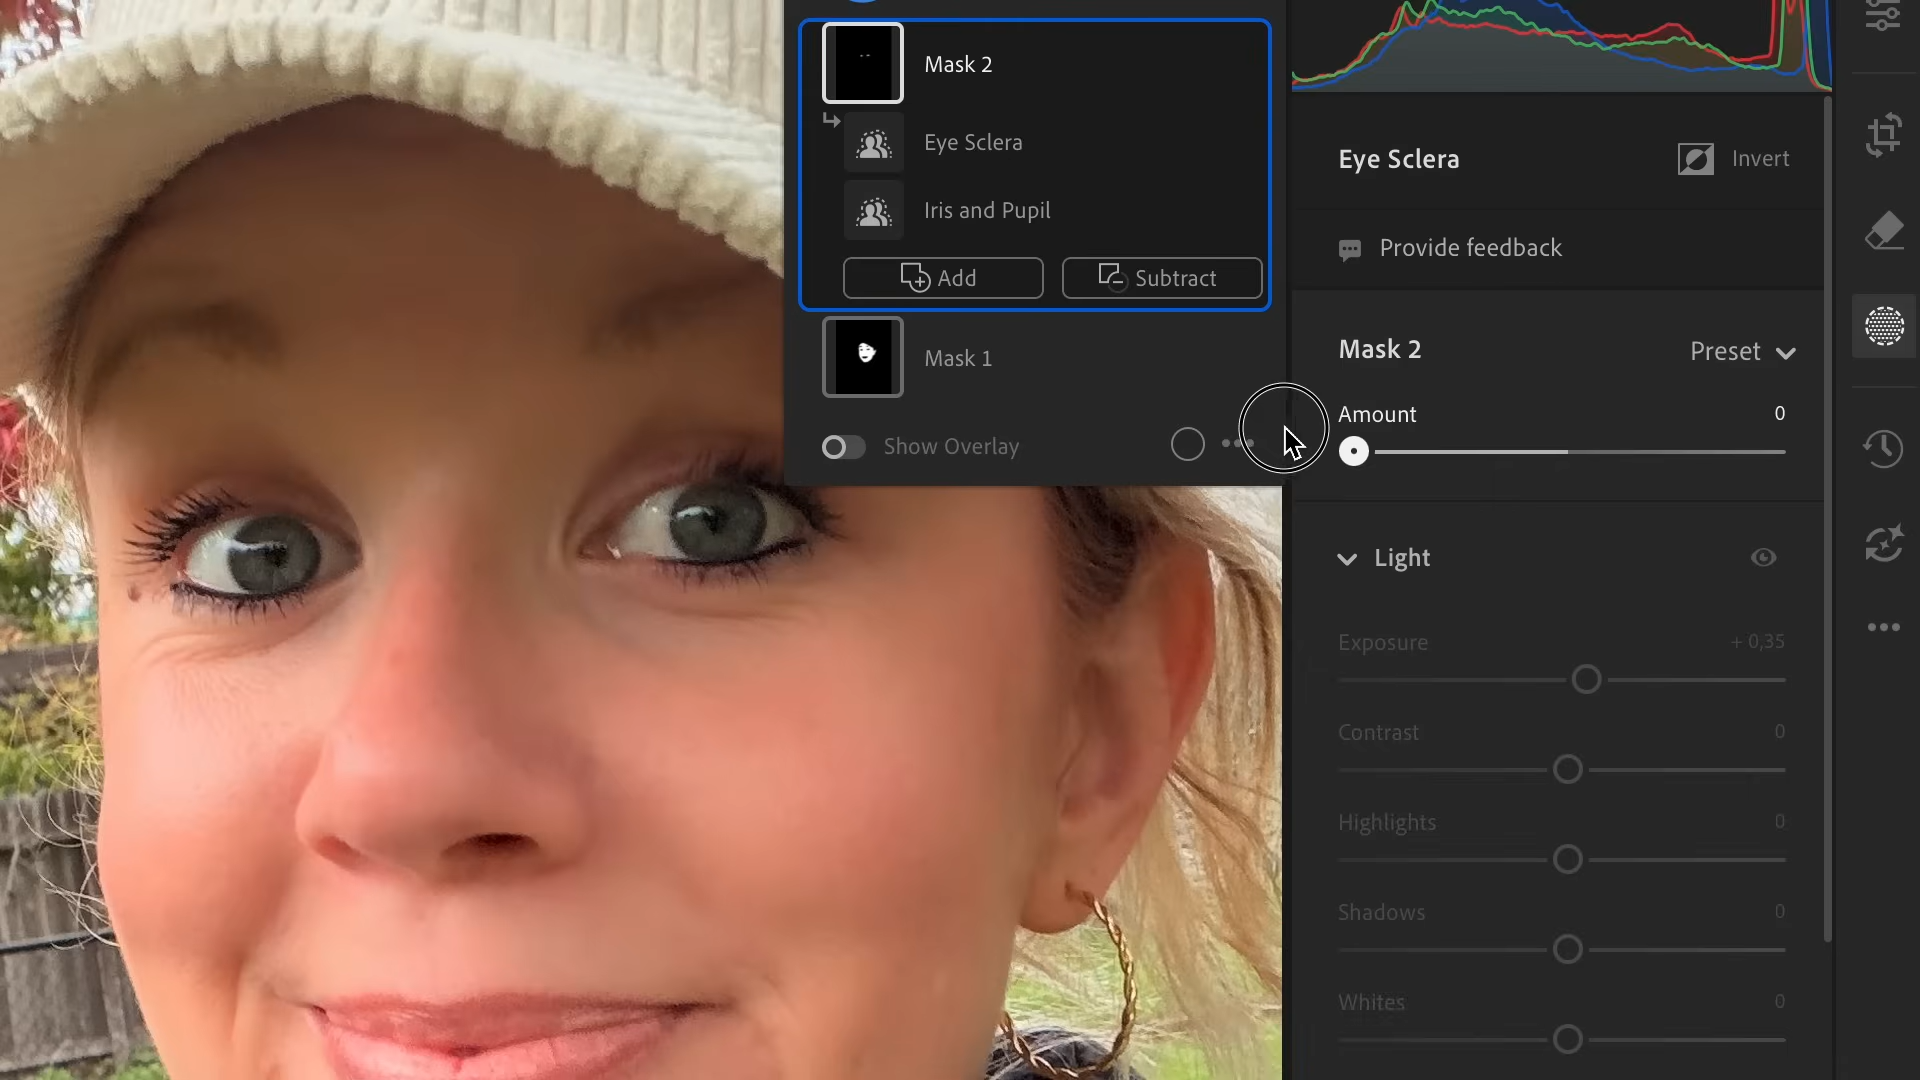 Mask 2
Eye Sclera
Iris and Pupil
Add
Subtract
Mask 1
Show Overlay
Eye Sclera
Invert
Provide feedback
Mask 2
Preset
Amount
0
Light
Exposure
+ 0,35
Contrast
0
Highlights
0
Shadows
0
Whites
0